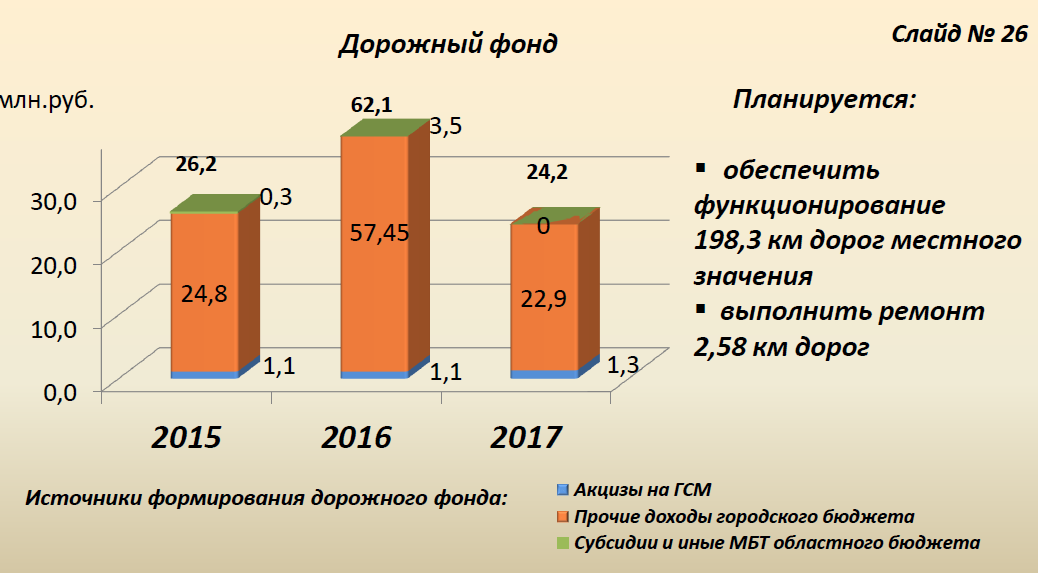 Слайд № 26
Дорожный фонд
млн.руб.
62,1
3,5
26,2
0,3
24,2
30,0
20,0
10,0
0,0
57,45
0
24,8
22,9
1,1
1,1
1,3
2015
2016
2017
Планируется:
▪ обеспечить
функционирование
198,3 км дорог местного
значения
▪ выполнить ремонт
2,58 км дорог
Источники формирования дорожного фонда:
Акцизы на ГСМ
Прочие доходы городского бюджета
Субсидии и иные МБТ областного бюджета